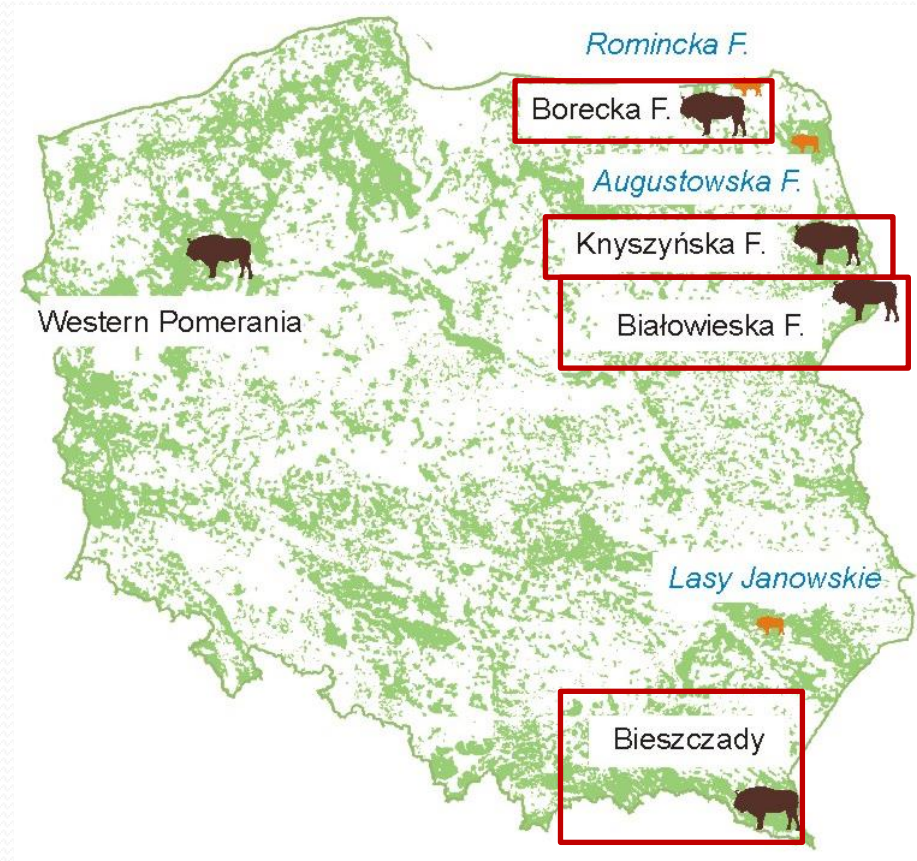 Romincka F.
Borecka F.
Augustowska F.
Knyszyńska F.
Western Pomerania
Białowieska F.
Lasy Janowskie
Bieszczady